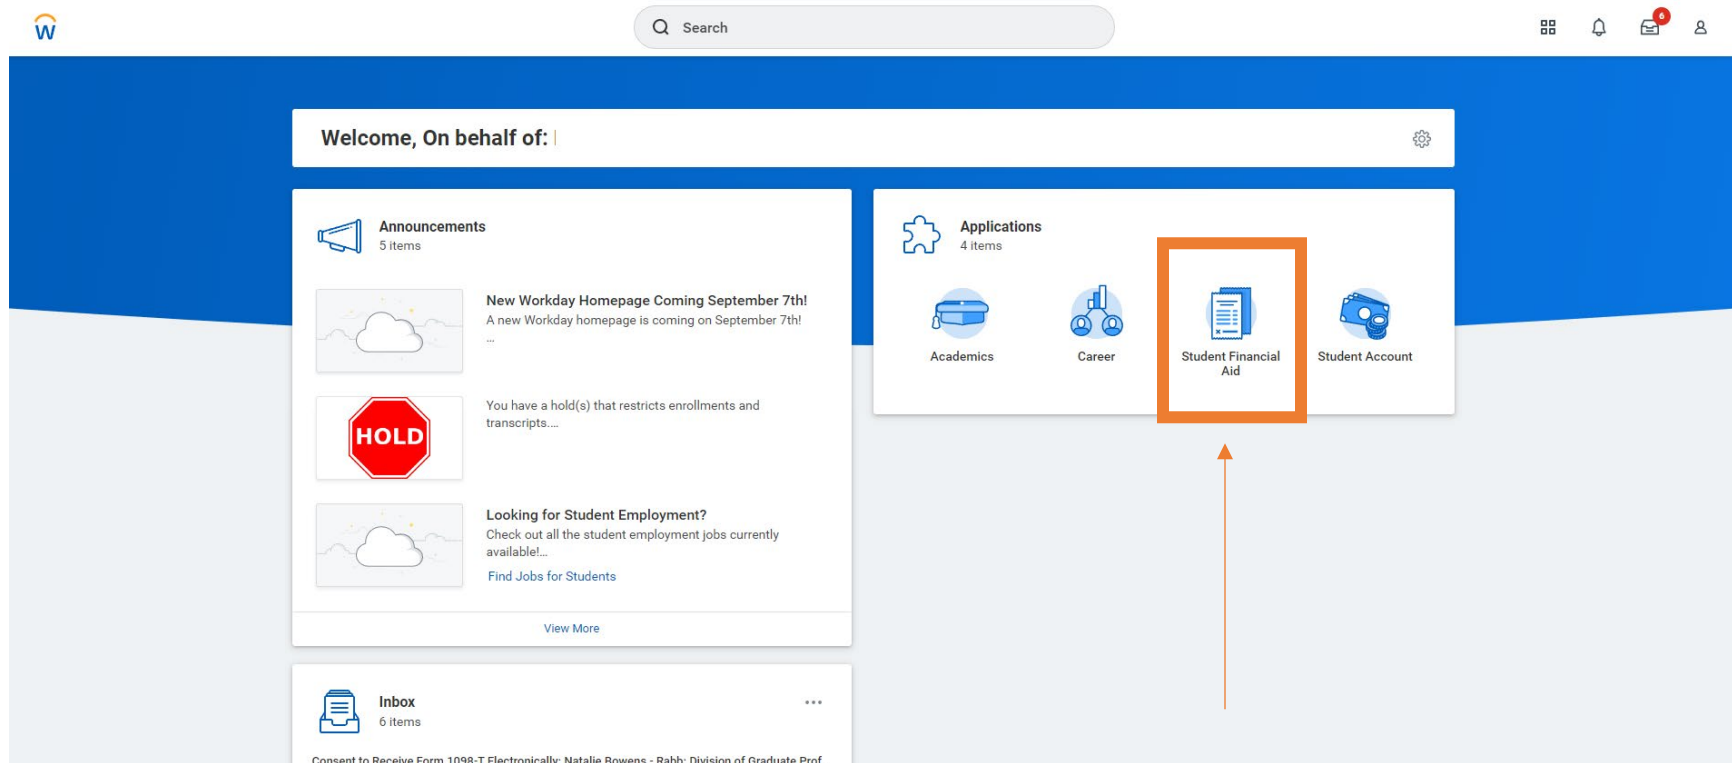 W
Search
6
Welcome, On behalf of:
Announcements
5 items
New Workday Homepage Coming September 7th!
A new Workday homepage is coming on September 7th!
...
HOLD
You have a hold(s) that restricts enrollments and
transcripts....
Looking for Student Employment?
Check out all the student employment jobs currently
available!...
Find Jobs for Students
View More
Inbox
6 items
Consent to Receive Form 1098-T Electronically: Natalie Bowens - Rabb: Division of Graduate Prof
Applications
4 items
Academics
Career
Student Financial
Aid
Student Account